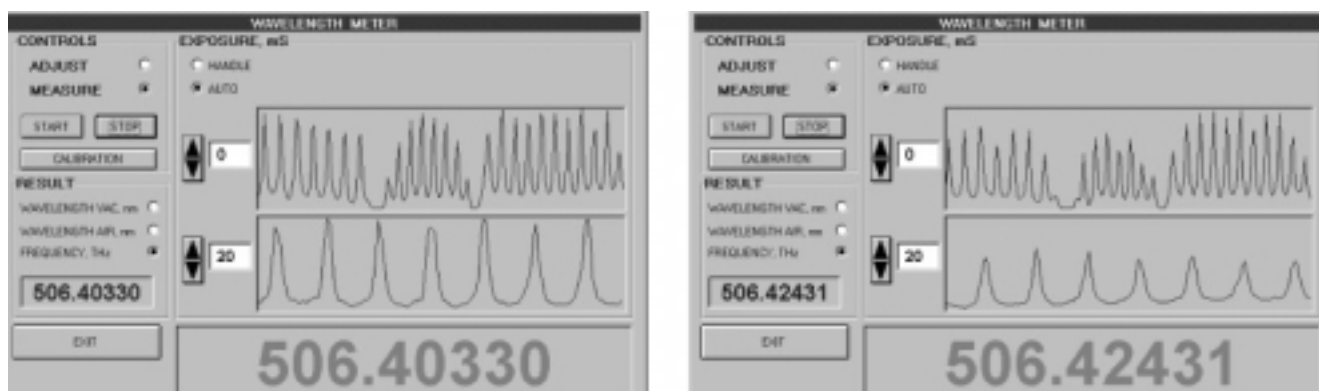 WAVELENGTH METER
CONTROLS
EXPOSURE, mS
ADJUST
HANDLE
MEASURE
AUTO
START STOP
0
CALIBRATION
RESULT
WAVELENGTH VAC, nm
WAVELENGTH AIR, nm
FREQUENCY, THz
20
506.40330
EXIT
506.40330
WAVELENGTH METER
CONTROLS
EXPOSURE, mS
ADJUST
HANDLE
MEASURE
AUTO
START STOP
0
CALIBRATION
RESULT
WAVELENGTH VAC, nm
WAVELENGTH AIR, nm
FREQUENCY, THz
20
506.42431
EXIT
506.42431